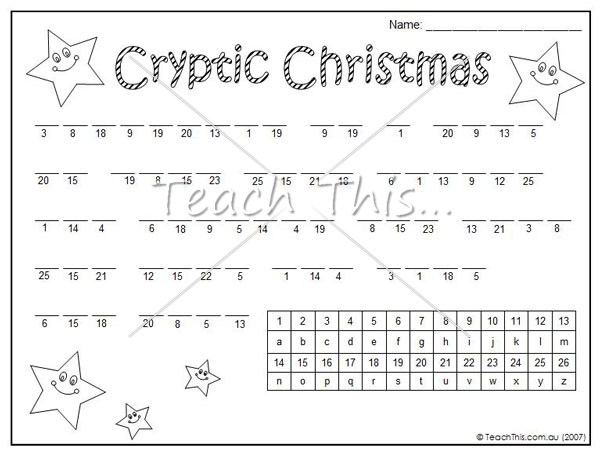 Name: ____________________
Cryptic Christmas
3 8 18 9 19 20 13 1 19 9 19 1 20 9 13 5
20 15 19 8 15 23 25 15 21 18 6 1 13 9 12 25
Teach This...
1 14 4 6 18 9 5 14 4 19 8 15 23 13 21 3 8
25 15 21 12 15 22 5 1 14 4 3 1 18 5
6 15 18 20 8 5 13
1 2 3 4 5 6 7 8 9 10 11 12 13
a b c d e f g h i j k l m
14 15 16 17 18 19 20 21 22 23 24 25 26
n o p q r s t u v w x y z
© TeachThis.com.au (2007)